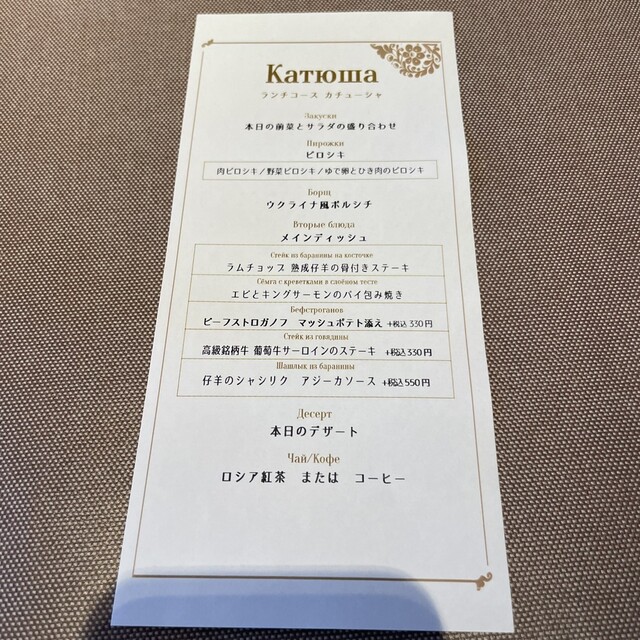 Катюша
ランチコース カチューシャ
Закуски
本日の前菜とサラダの盛り合わせ
Пирожки
ピロシキ
肉ピロシキ/野菜ピロシキ/ゆで卵とひき肉のピロシキ
Борщ
ウクライナ風ボルシチ
Вторые блюда
メインディッシュ
Стейк из баранины на косточке
ラムチョップ 熟成仔羊の骨付きステーキ
Сёмга с креветками в слоёном тесте
エビとキングサーモンのパイ包み焼き
Бефстроганов
ビーフストロガノフ マッシュポテト添え +税込330円
Стейк из говядины
高級銘柄牛 葡萄牛サーロインのステーキ +税込330円
Шашлык из баранины
仔羊のシャシリク アジーカソース +税込550円
Десерт
本日のデザート
Чай/Кофе
ロシア紅茶 または コーヒー